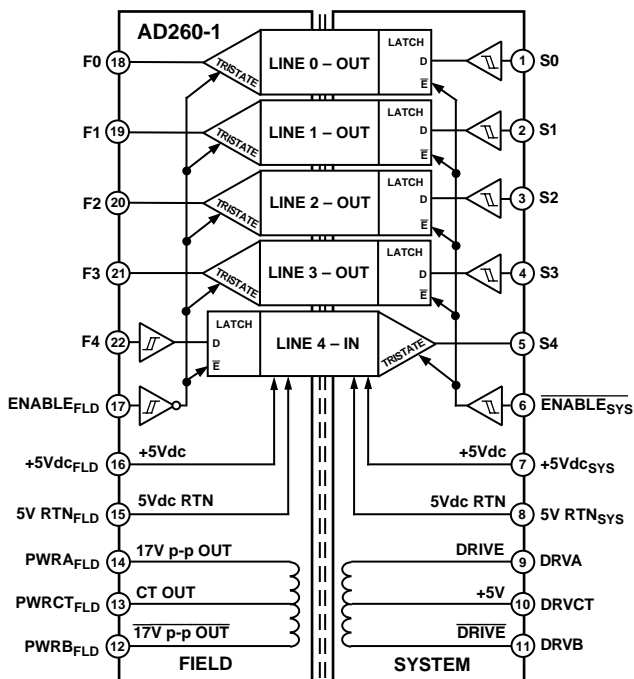 AD260-1
F0 18 TRISTATE LINE 0 – OUT LATCH D E 1 S0
F1 19 TRISTATE LINE 1 – OUT LATCH D E 2 S1
F2 20 TRISTATE LINE 2 – OUT LATCH D E 3 S2
F3 21 TRISTATE LINE 3 – OUT LATCH D E 4 S3
F4 22 LATCH D E LINE 4 – IN TRISTATE 5 S4
ENABLEFLD 17 6 ENABLESYS
+5VdcFLD 16 +5Vdc +5Vdc 7 +5VdcSYS
5V RTNFLD 15 5Vdc RTN 5Vdc RTN 8 5V RTNSYS
PWRAFLD 14 17V p-p OUT DRIVE 9 DRVA
PWRCTFLD 13 CT OUT +5V 10 DRVCT
PWRBFLD 12 17V p-p OUT DRIVE 11 DRVB
FIELD SYSTEM